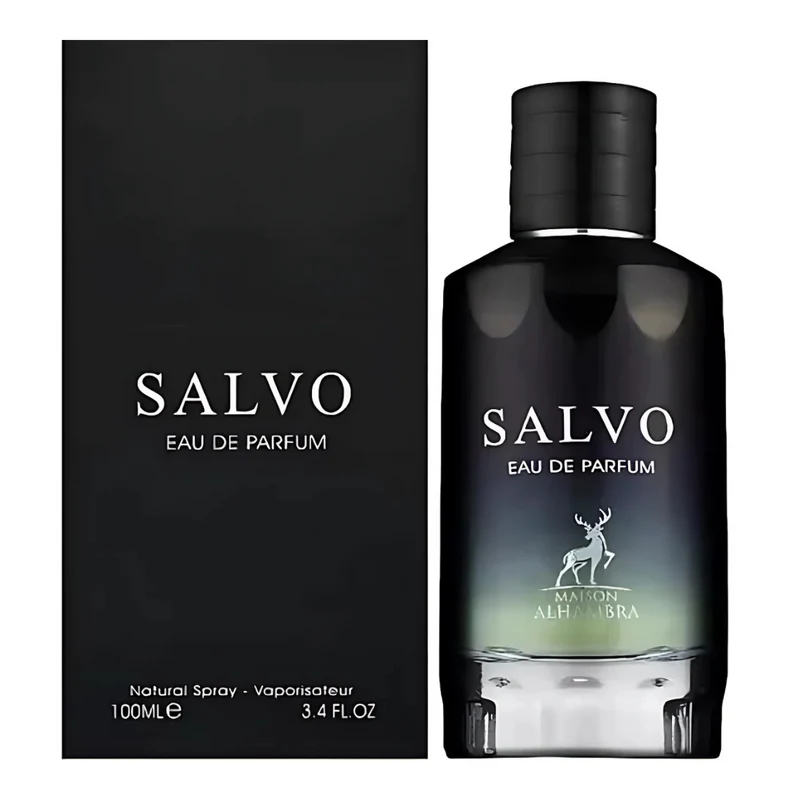 SALVO
EAU DE PARFUM
Natural Spray - Vaporisateur
100ML℮ 3.4 FL.OZ
SALVO
EAU DE PARFUM
MAISON
ALHAMBRA